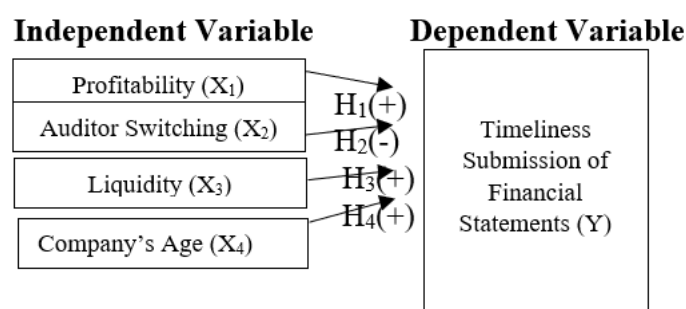 Independent Variable
Dependent Variable
Profitability (X₁)
Auditor Switching (X₂)
Liquidity (X₃)
Company’s Age (X₄)
H₁(+)
H₂(-)
H₃(+)
H₄(+)
Timeliness
Submission of
Financial
Statements (Y)